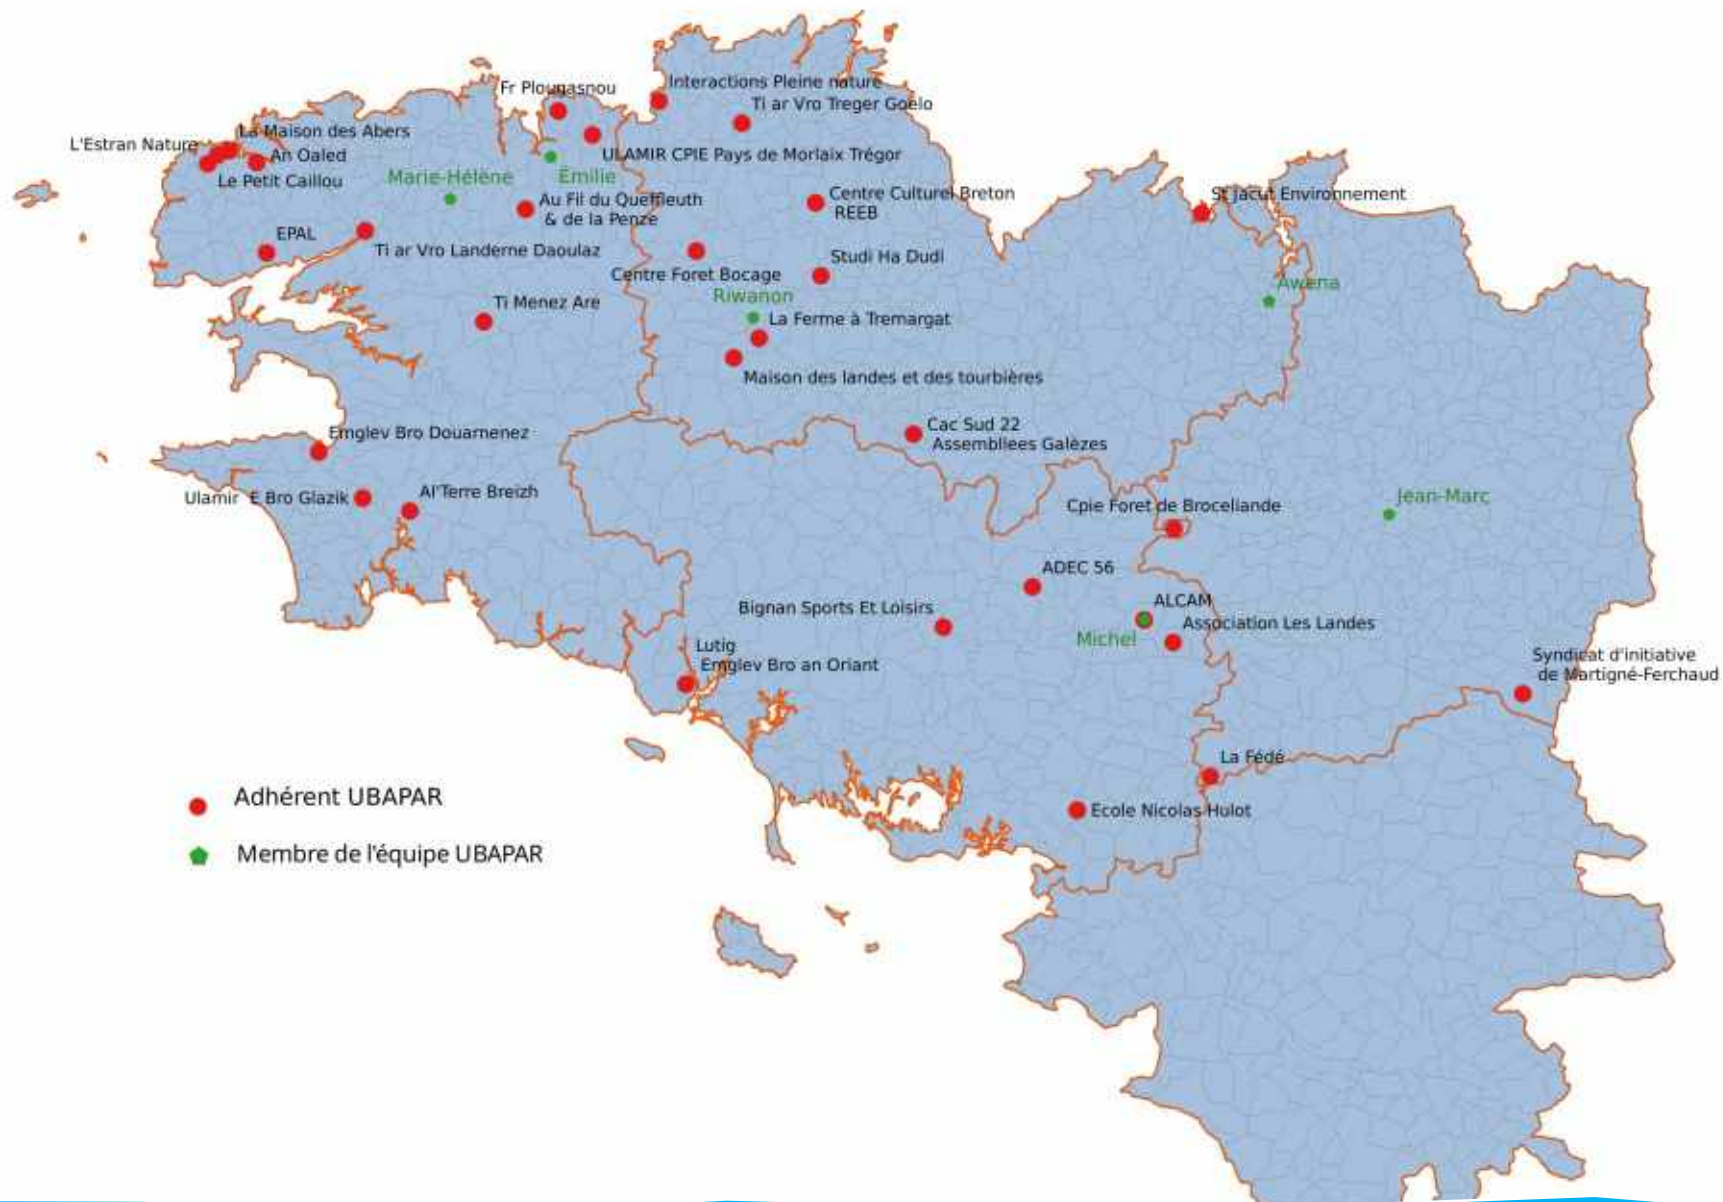 Fr Plougasnou
Interactions Pleine nature
Ti ar Vro Treger Goëlo
La Maison des Abers
L'Estran Nature
An Oaled
ULAMIR CPIE Pays de Morlaix Trégor
Le Petit Caillou
Marie-Hélène
Emilie
Au Fil du Queffleuth
& de la Penze
Centre Culturel Breton
REEB
St Jacut Environnement
EPAL
Ti ar Vro Landerne Daoulaz
Centre Foret Bocage
Studi Ha Dudi
Awena
Riwanon
Ti Menez Are
La Ferme à Tremargat
Maison des landes et des tourbières
Emglev Bro Douarnenez
Cac Sud 22
Assembllees Galèzes
Ulamir E Bro Glazik
Al'Terre Breizh
Jean-Marc
Cpie Foret de Broceliande
ADEC 56
Bignan Sports Et Loisirs
ALCAM
Association Les Landes
Michel
Lutig
Emglev Bro an Oriant
Syndicat d'initiative
de Martigné-Ferchaud
La Fédé
Ecole Nicolas Hulot
Adhérent UBAPAR
Membre de l'équipe UBAPAR